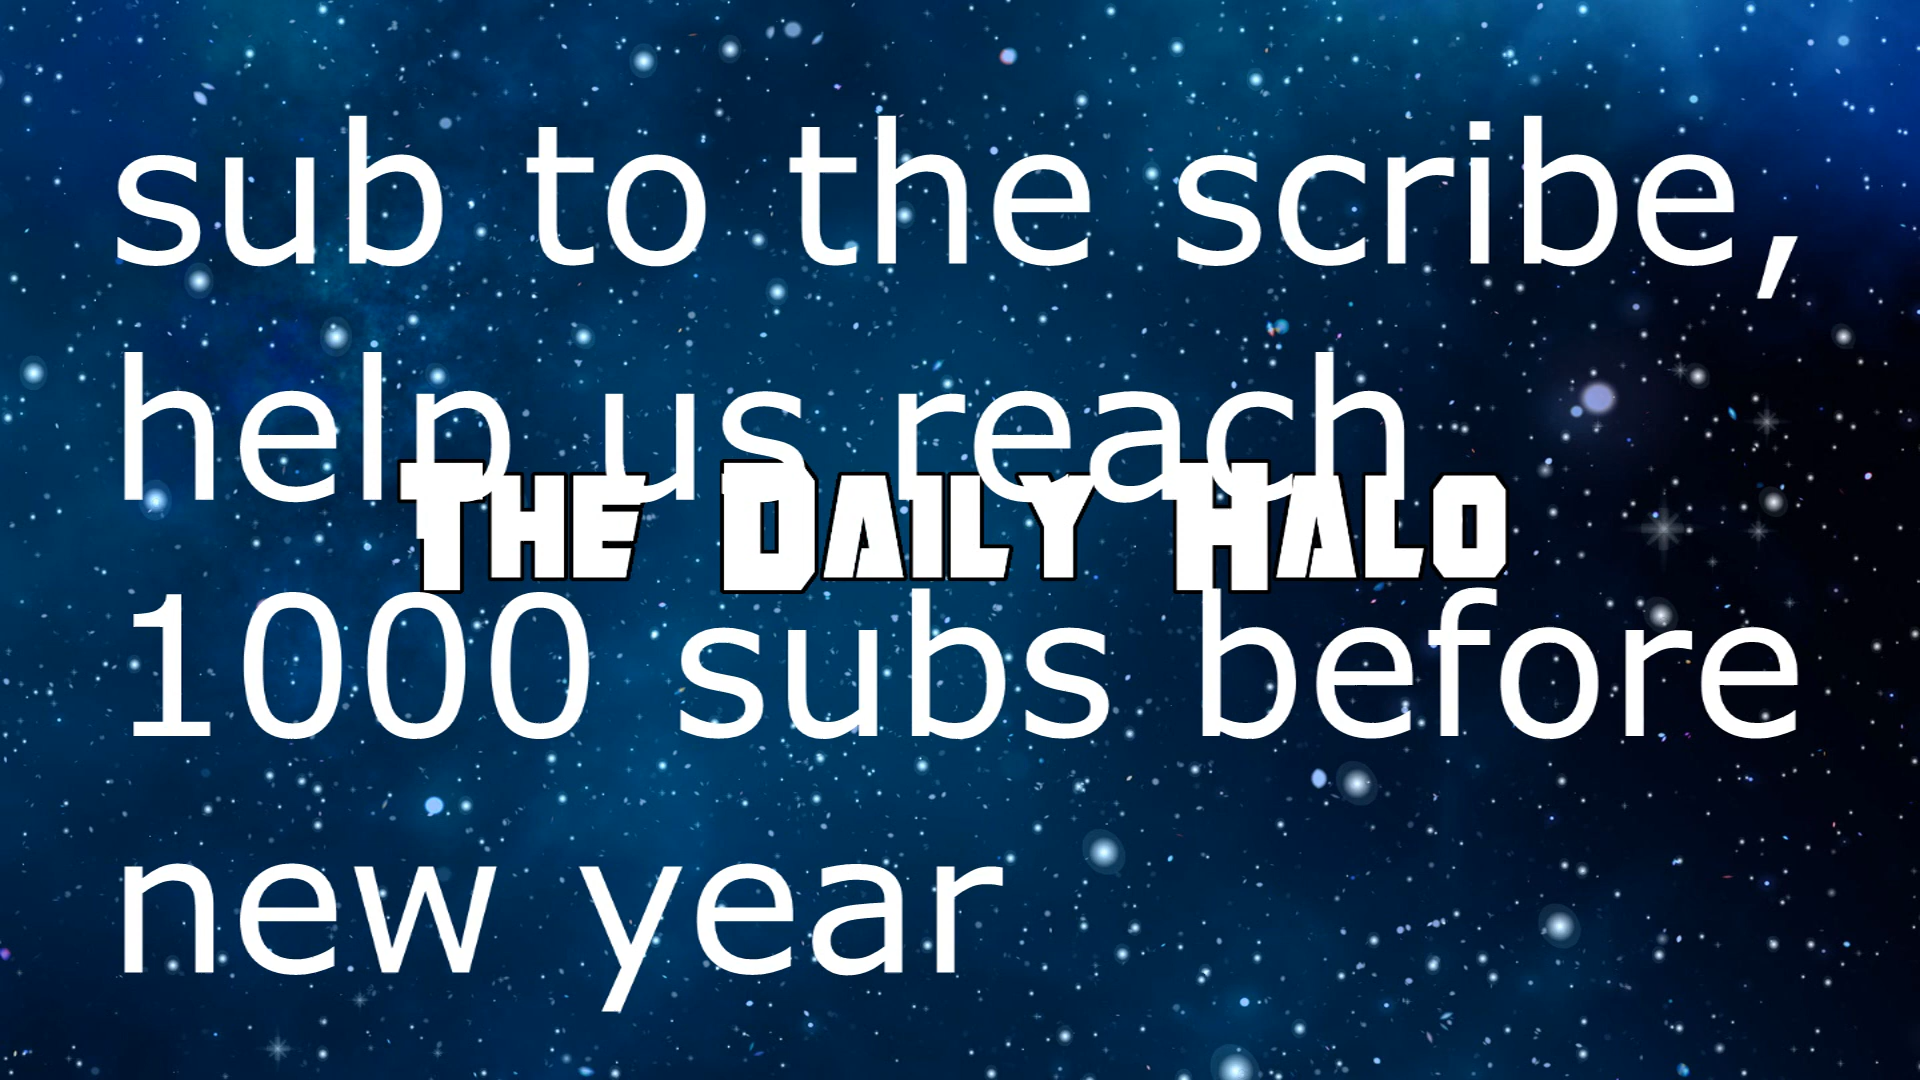 sub to the scribe,
help us reach
The Daily Halo
1000 subs before
new year